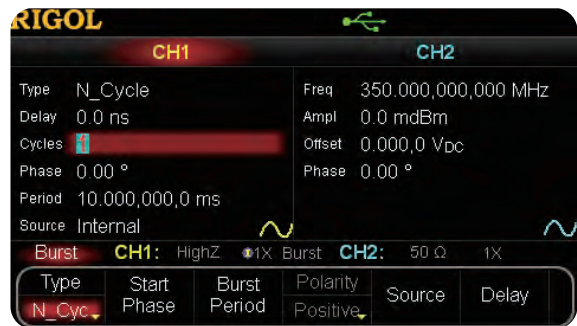 RIGOL
CH1 CH2
Type N_Cycle
Delay 0.0 ns
Cycles 1
Phase 0.00 °
Period 10.000,000,0 ms
Source Internal
Freq 350.000,000,000 MHz
Ampl 0.0 mdBm
Offset 0.000,0 VDC
Phase 0.00 °
Burst CH1: HighZ 1X Burst CH2: 50 Ω 1X
Type Start Phase Burst Period Polarity Source Delay
N_Cyc Positive